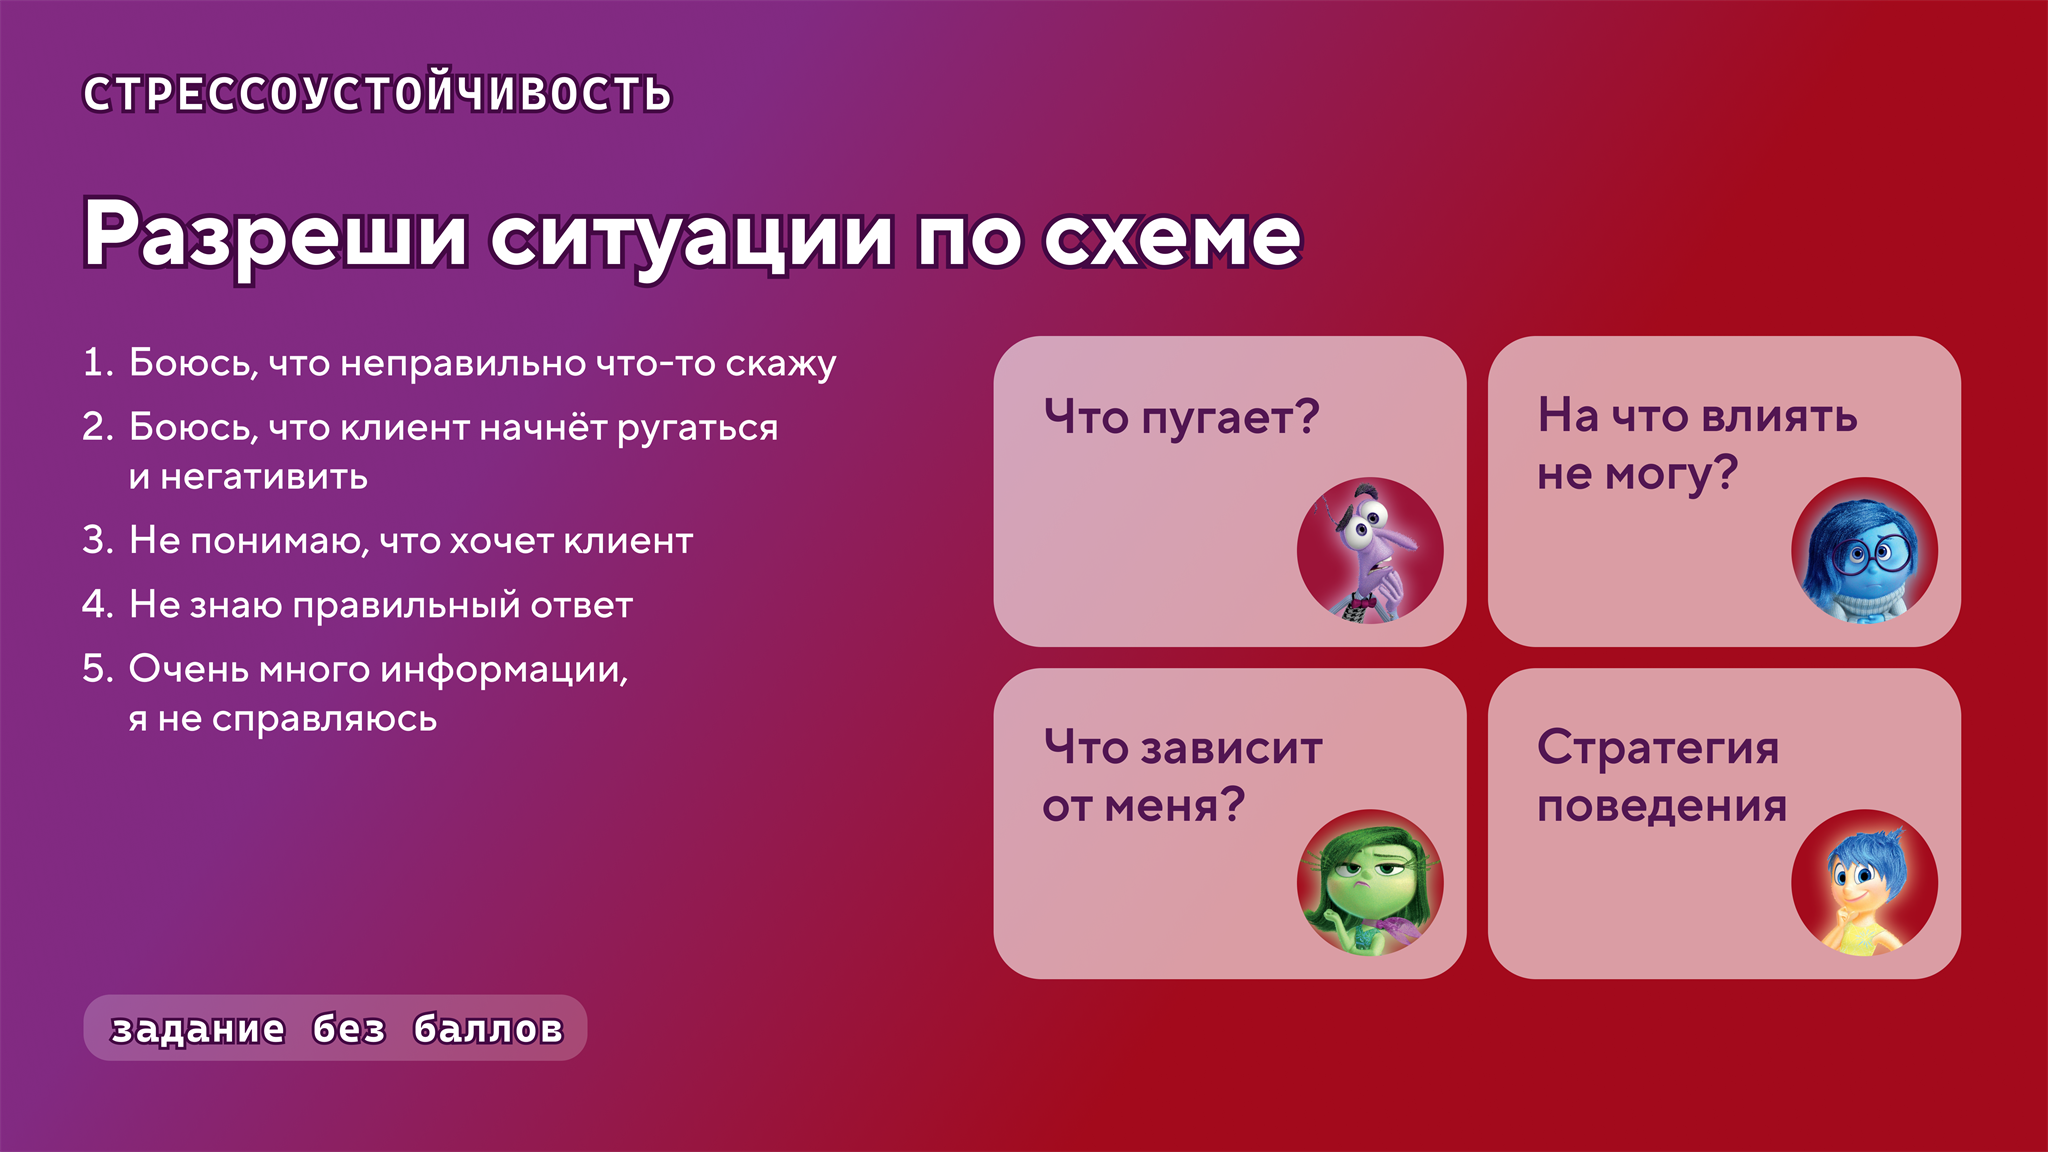 СТРЕССОУСТОЙЧИВОСТЬ
Разреши ситуации по схеме
1. Боюсь, что неправильно что-то скажу
2. Боюсь, что клиент начнёт ругаться
и негативить
3. Не понимаю, что хочет клиент
4. Не знаю правильный ответ
5. Очень много информации,
я не справляюсь
Что пугает?
На что влиять
не могу?
Что зависит
от меня?
Стратегия
поведения
задание без баллов